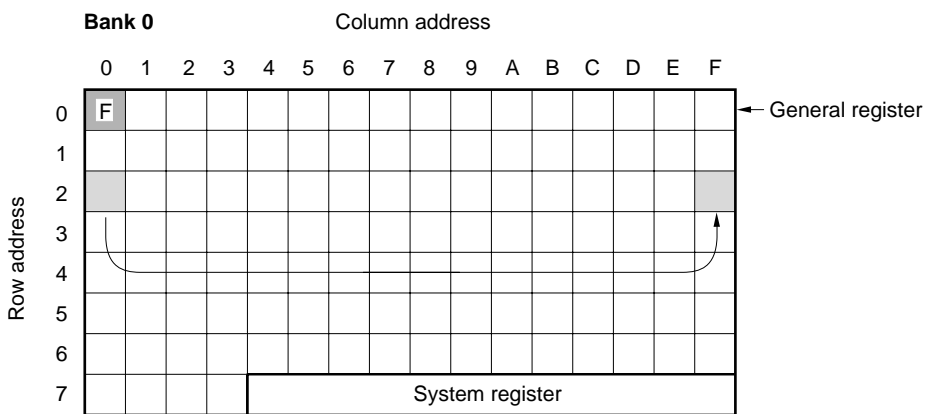 Bank 0 Column address
0 1 2 3 4 5 6 7 8 9 A B C D E F
0 F General register
1
2
3
4
5
6
7 System register
Row address